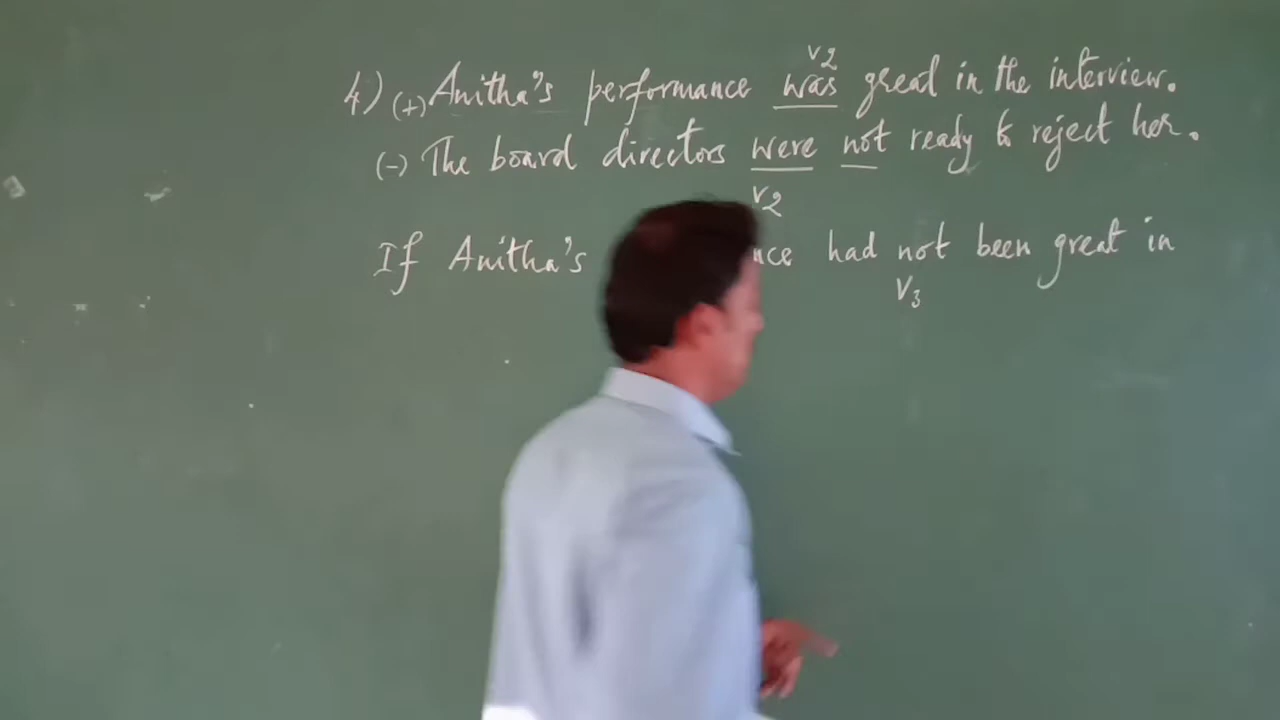 V2
4) (+) Anitha's performance was great in the interview.
(-) The board directors were not ready to reject her.
V2
If Anitha's nce had not been great in
V3